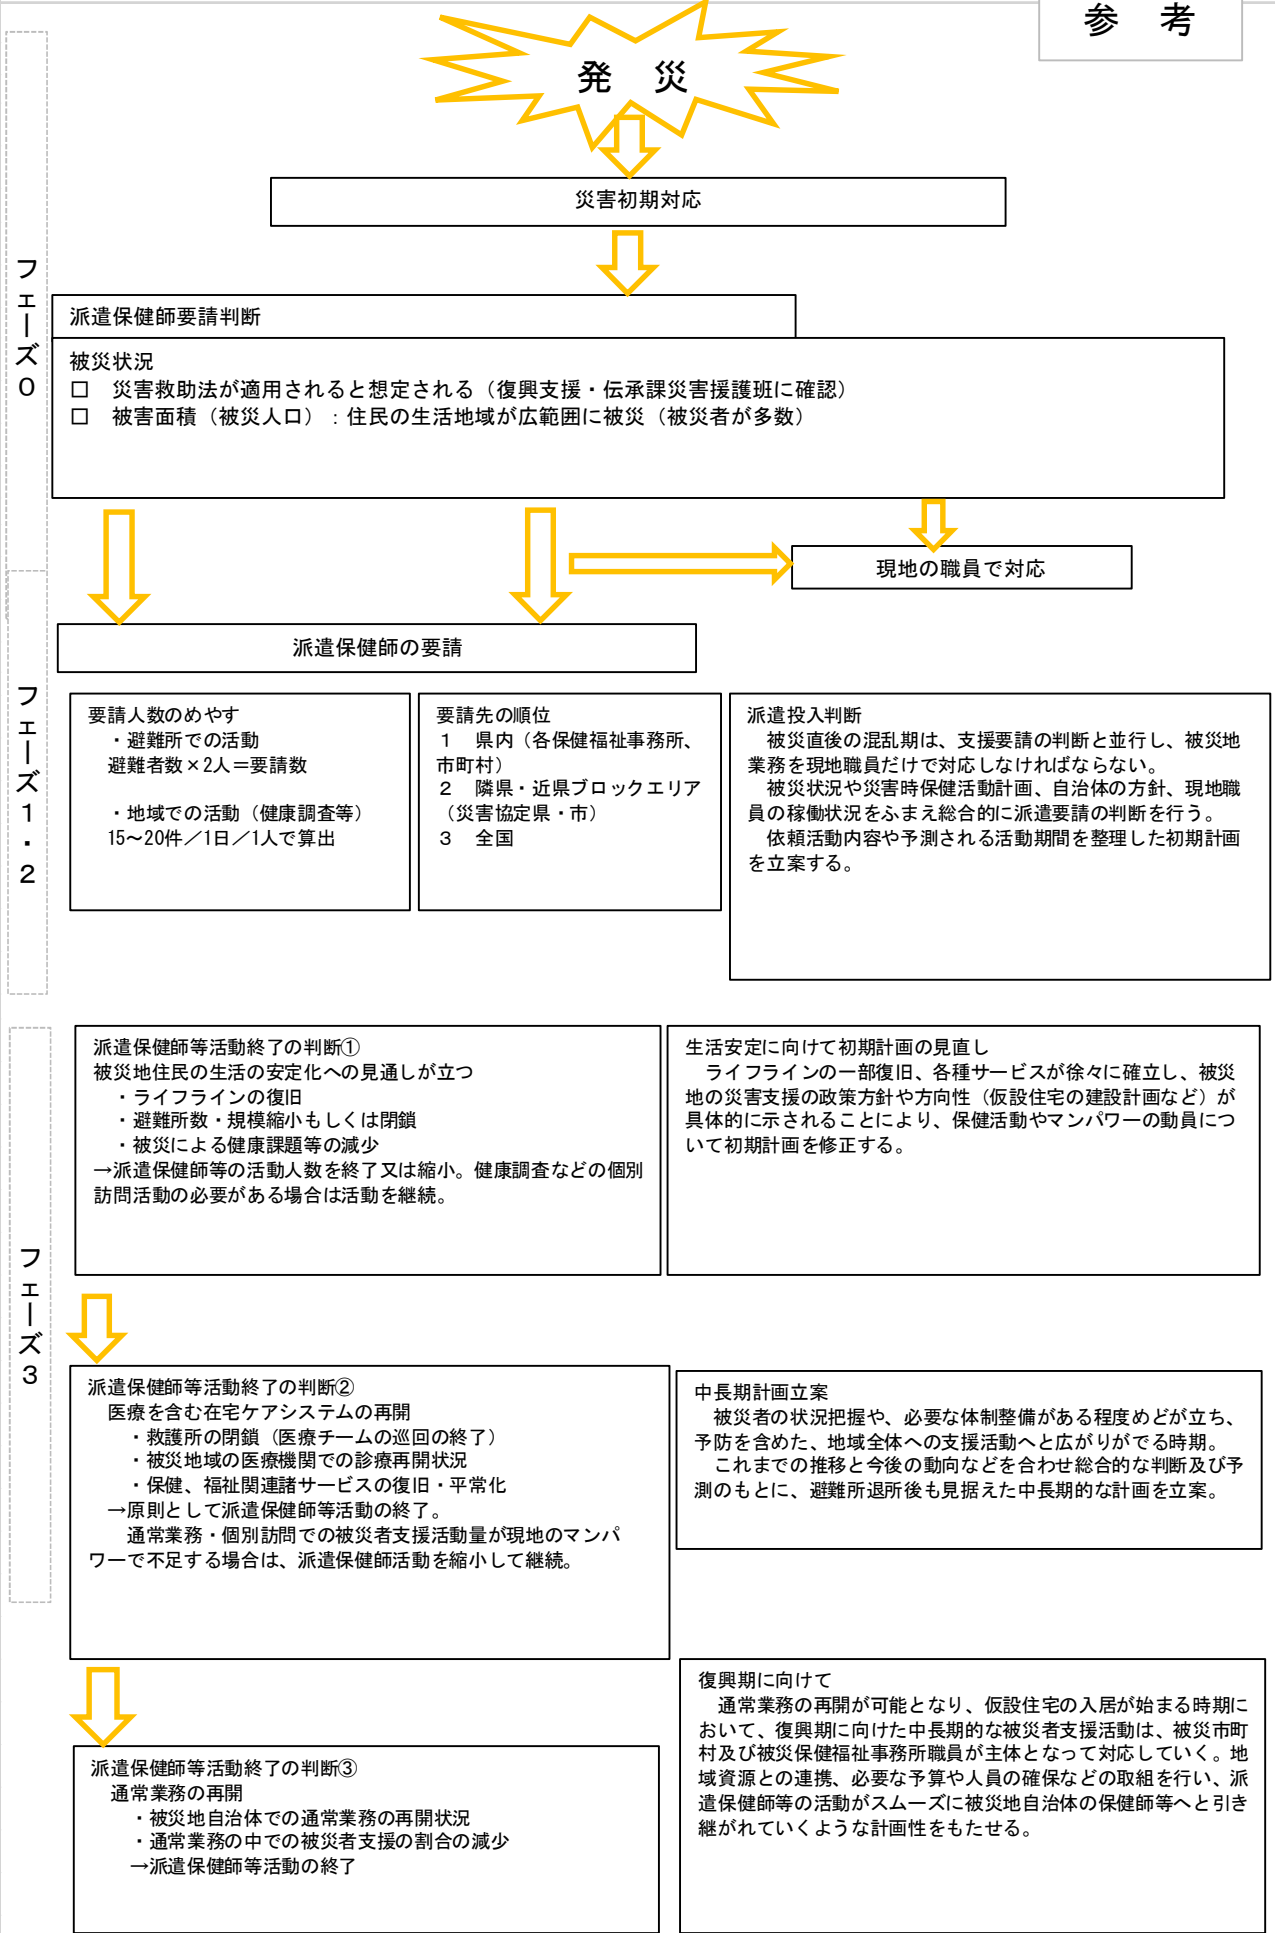 参　考
発　災
災害初期対応
フェーズ０
派遣保健師要請判断
被災状況
□　災害救助法が適用されると想定される（復興支援・伝承課災害援護班に確認）
□　被害面積（被災人口）：住民の生活地域が広範囲に被災（被災者が多数）
現地の職員で対応
派遣保健師の要請
フェーズ１・２
要請人数のめやす
・避難所での活動
避難者数×2人＝要請数
・地域での活動（健康調査等）
15～20件／1日／1人で算出
要請先の順位
１　県内（各保健福祉事務所、
市町村）
２　隣県・近県ブロックエリア
（災害協定県・市）
３　全国
派遣投入判断
　被災直後の混乱期は、支援要請の判断と並行し、被災地
業務を現地職員だけで対応しなければならない。
　被災状況や災害時保健活動計画、自治体の方針、現地職
員の稼働状況をふまえ総合的に派遣要請の判断を行う。
　依頼活動内容や予測される活動期間を整理した初期計画
を立案する。
フェーズ３
派遣保健師等活動終了の判断①
被災地住民の生活の安定化への見通しが立つ
・ライフラインの復旧
・避難所数・規模縮小もしくは閉鎖
・被災による健康課題等の減少
→派遣保健師等の活動人数を終了又は縮小。健康調査などの個別
訪問活動の必要がある場合は活動を継続。
生活安定に向けて初期計画の見直し
　ライフラインの一部復旧、各種サービスが徐々に確立し、被災
地の災害支援の政策方針や方向性（仮設住宅の建設計画など）が
具体的に示されることにより、保健活動やマンパワーの動員につ
いて初期計画を修正する。
派遣保健師等活動終了の判断②
　医療を含む在宅ケアシステムの再開
・救護所の閉鎖（医療チームの巡回の終了）
・被災地域の医療機関での診療再開状況
・保健、福祉関連諸サービスの復旧・平常化
→原則として派遣保健師等活動の終了。
　　通常業務・個別訪問での被災者支援活動量が現地のマンパ
ワーで不足する場合は、派遣保健師活動を縮小して継続。
中長期計画立案
　被災者の状況把握や、必要な体制整備がある程度めどが立ち、
予防を含めた、地域全体への支援活動へと広がりがでる時期。
　これまでの推移と今後の動向などを合わせ総合的な判断及び予
測のもとに、避難所退所後も見据えた中長期的な計画を立案。
派遣保健師等活動終了の判断③
　通常業務の再開
・被災地自治体での通常業務の再開状況
・通常業務の中での被災者支援の割合の減少
→派遣保健師等活動の終了
復興期に向けて
　通常業務の再開が可能となり、仮設住宅の入居が始まる時期に
おいて、復興期に向けた中長期的な被災者支援活動は、被災市町
村及び被災保健福祉事務所職員が主体となって対応していく。地
域資源との連携、必要な予算や人員の確保などの取組を行い、派
遣保健師等の活動がスムーズに被災地自治体の保健師等へと引き
継がれていくような計画性をもたせる。